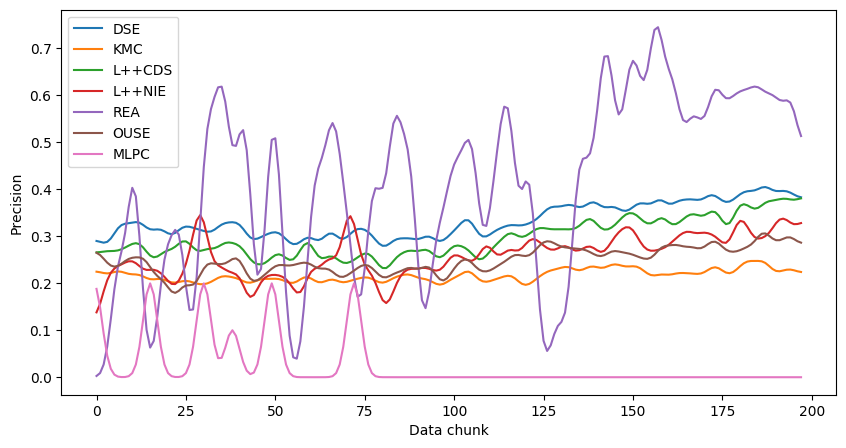 DSE
KMC
L++CDS
L++NIE
REA
OUSE
MLPC
Precision
0.7
0.6
0.5
0.4
0.3
0.2
0.1
0.0
0 25 50 75 100 125 150 175 200
Data chunk